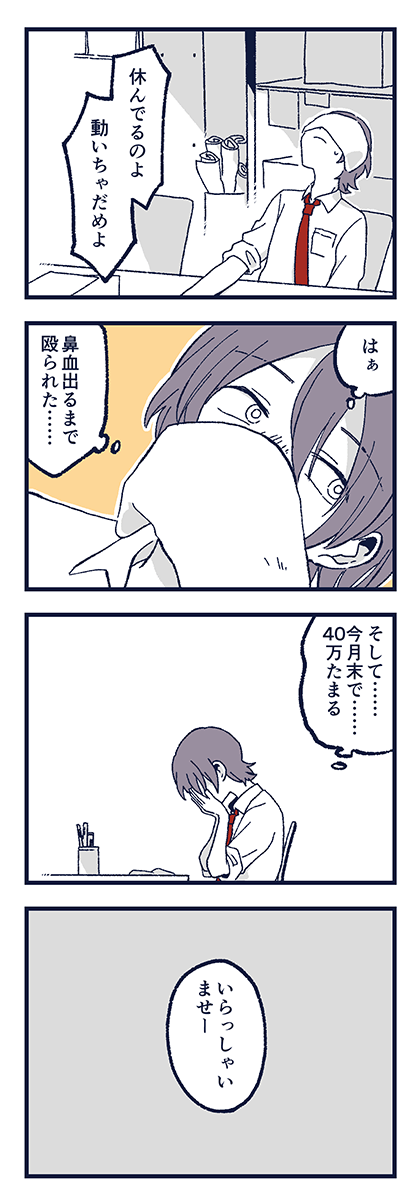 休んでるのよ
動いちゃだめよ
はぁ
鼻血出るまで
殴られた……
そして……
今月末で……
40万たまる
いらっしゃい
ませー